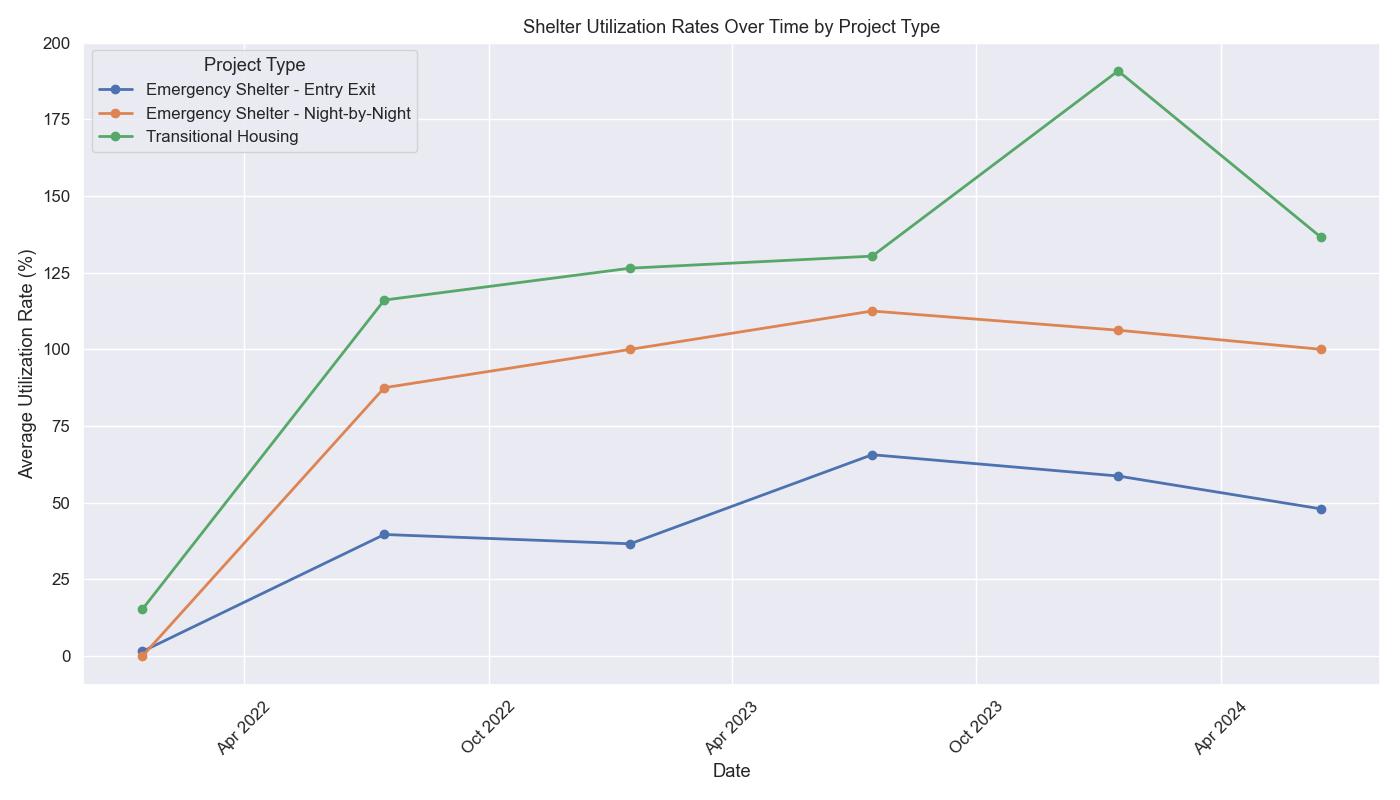 Shelter Utilization Rates Over Time by Project Type
200
175
150
125
100
75
50
25
0
Average Utilization Rate (%)
Project Type
Emergency Shelter - Entry Exit
Emergency Shelter - Night-by-Night
Transitional Housing
Apr 2022
Oct 2022
Apr 2023
Oct 2023
Apr 2024
Date